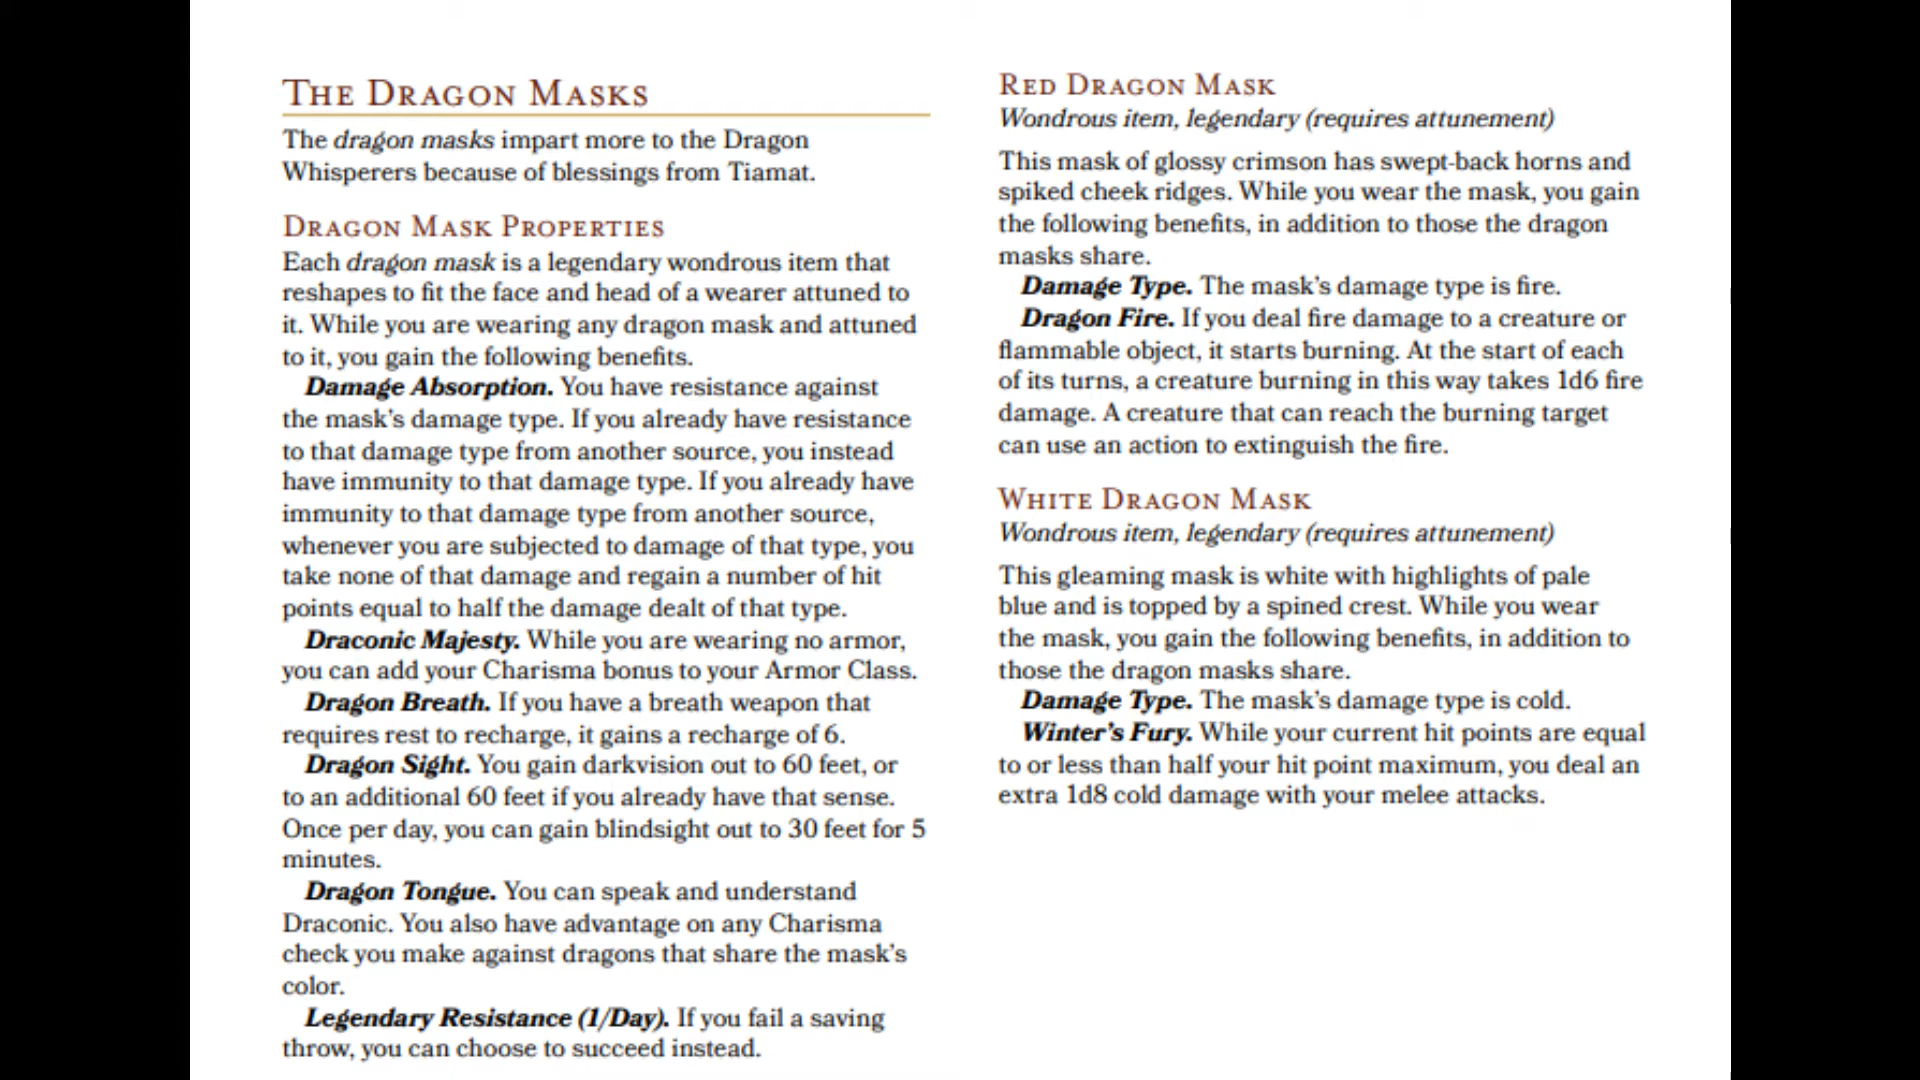 THE DRAGON MASKS
The dragon masks impart more to the Dragon
Whisperers because of blessings from Tiamat.
DRAGON MASK PROPERTIES
Each dragon mask is a legendary wondrous item that
reshapes to fit the face and head of a wearer attuned to
it. While you are wearing any dragon mask and attuned
to it, you gain the following benefits.
Damage Absorption. You have resistance against
the mask's damage type. If you already have resistance
to that damage type from another source, you instead
have immunity to that damage type. If you already have
immunity to that damage type from another source,
whenever you are subjected to damage of that type, you
take none of that damage and regain a number of hit
points equal to half the damage dealt of that type.
Draconic Majesty. While you are wearing no armor,
you can add your Charisma bonus to your Armor Class.
Dragon Breath. If you have a breath weapon that
requires rest to recharge, it gains a recharge of 6.
Dragon Sight. You gain darkvision out to 60 feet, or
to an additional 60 feet if you already have that sense.
Once per day, you can gain blindsight out to 30 feet for 5
minutes.
Dragon Tongue. You can speak and understand
Draconic. You also have advantage on any Charisma
check you make against dragons that share the mask's
color.
Legendary Resistance (1/Day). If you fail a saving
throw, you can choose to succeed instead.
RED DRAGON MASK
Wondrous item, legendary (requires attunement)
This mask of glossy crimson has swept-back horns and
spiked cheek ridges. While you wear the mask, you gain
the following benefits, in addition to those the dragon
masks share.
Damage Type. The mask's damage type is fire.
Dragon Fire. If you deal fire damage to a creature or
flammable object, it starts burning. At the start of each
of its turns, a creature burning in this way takes 1d6 fire
damage. A creature that can reach the burning target
can use an action to extinguish the fire.
WHITE DRAGON MASK
Wondrous item, legendary (requires attunement)
This gleaming mask is white with highlights of pale
blue and is topped by a spined crest. While you wear
the mask, you gain the following benefits, in addition to
those the dragon masks share.
Damage Type. The mask's damage type is cold.
Winter's Fury. While your current hit points are equal
to or less than half your hit point maximum, you deal an
extra 1d8 cold damage with your melee attacks.